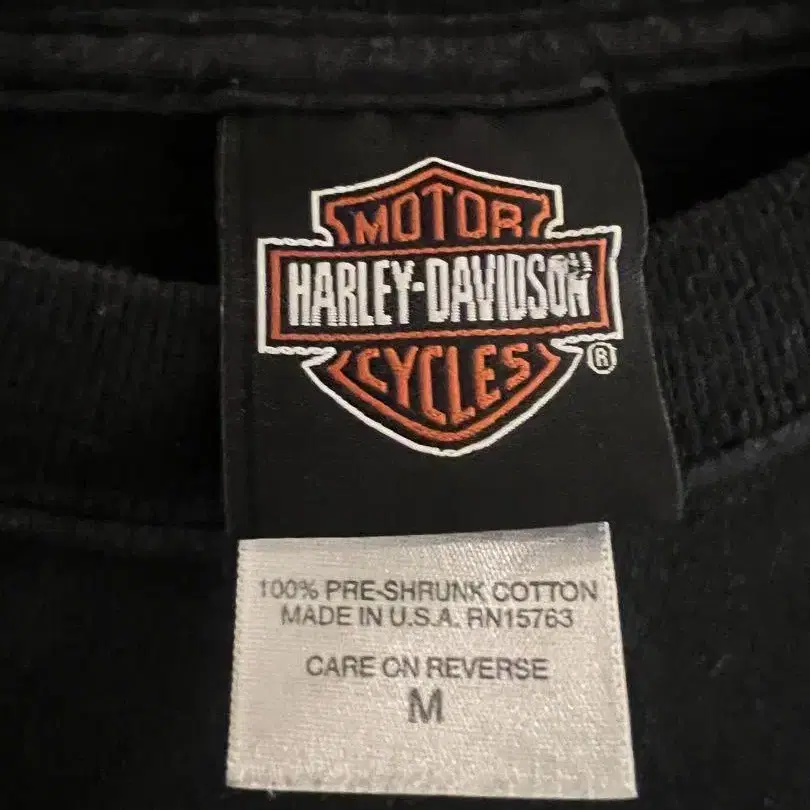 MOTOR
HARLEY-DAVIDSON
CYCLES
®
100% PRE-SHRUNK COTTON
MADE IN U.S.A. RN15763
CARE ON REVERSE
M